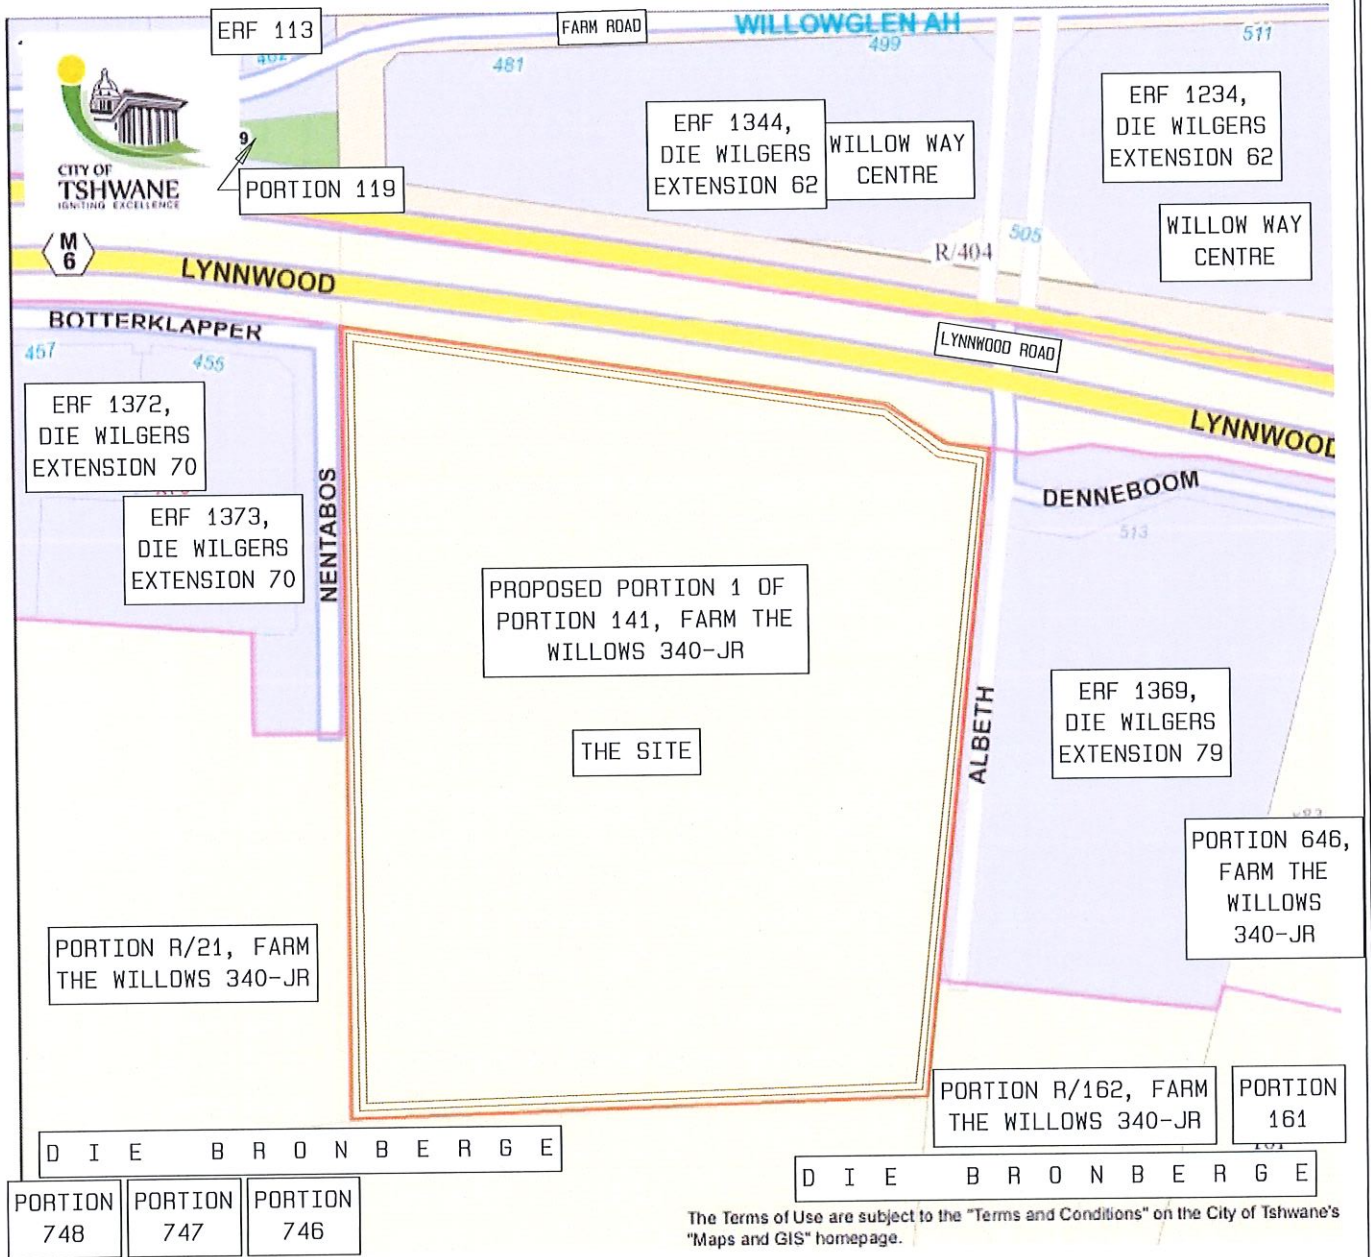 ERF 113
FARM ROAD
WILLOWGLEN AH
481
499
511
ERF 1344,
DIE WILGERS
EXTENSION 62
WILLOW WAY
CENTRE
ERF 1234,
DIE WILGERS
EXTENSION 62
WILLOW WAY
CENTRE
CITY OF
TSHWANE
IGNITING EXCELLENCE
9
PORTION 119
M
6
LYNNWOOD
R/404
505
LYNNWOOD ROAD
LYNNWOOD
BOTTERKLAPPER
457
455
ERF 1372,
DIE WILGERS
EXTENSION 70
ERF 1373,
DIE WILGERS
EXTENSION 70
NENTABOS
DENNEBOOM
513
PROPOSED PORTION 1 OF
PORTION 141, FARM THE
WILLOWS 340-JR
THE SITE
ALBETH
ERF 1369,
DIE WILGERS
EXTENSION 79
PORTION 646,
FARM THE
WILLOWS
340-JR
PORTION R/21, FARM
THE WILLOWS 340-JR
PORTION R/162, FARM
THE WILLOWS 340-JR
PORTION
161
DIE BRONBERGE
DIE BRONBERGE
PORTION
748
PORTION
747
PORTION
746
The Terms of Use are subject to the "Terms and Conditions" on the City of Tshwane's
"Maps and GIS" homepage.